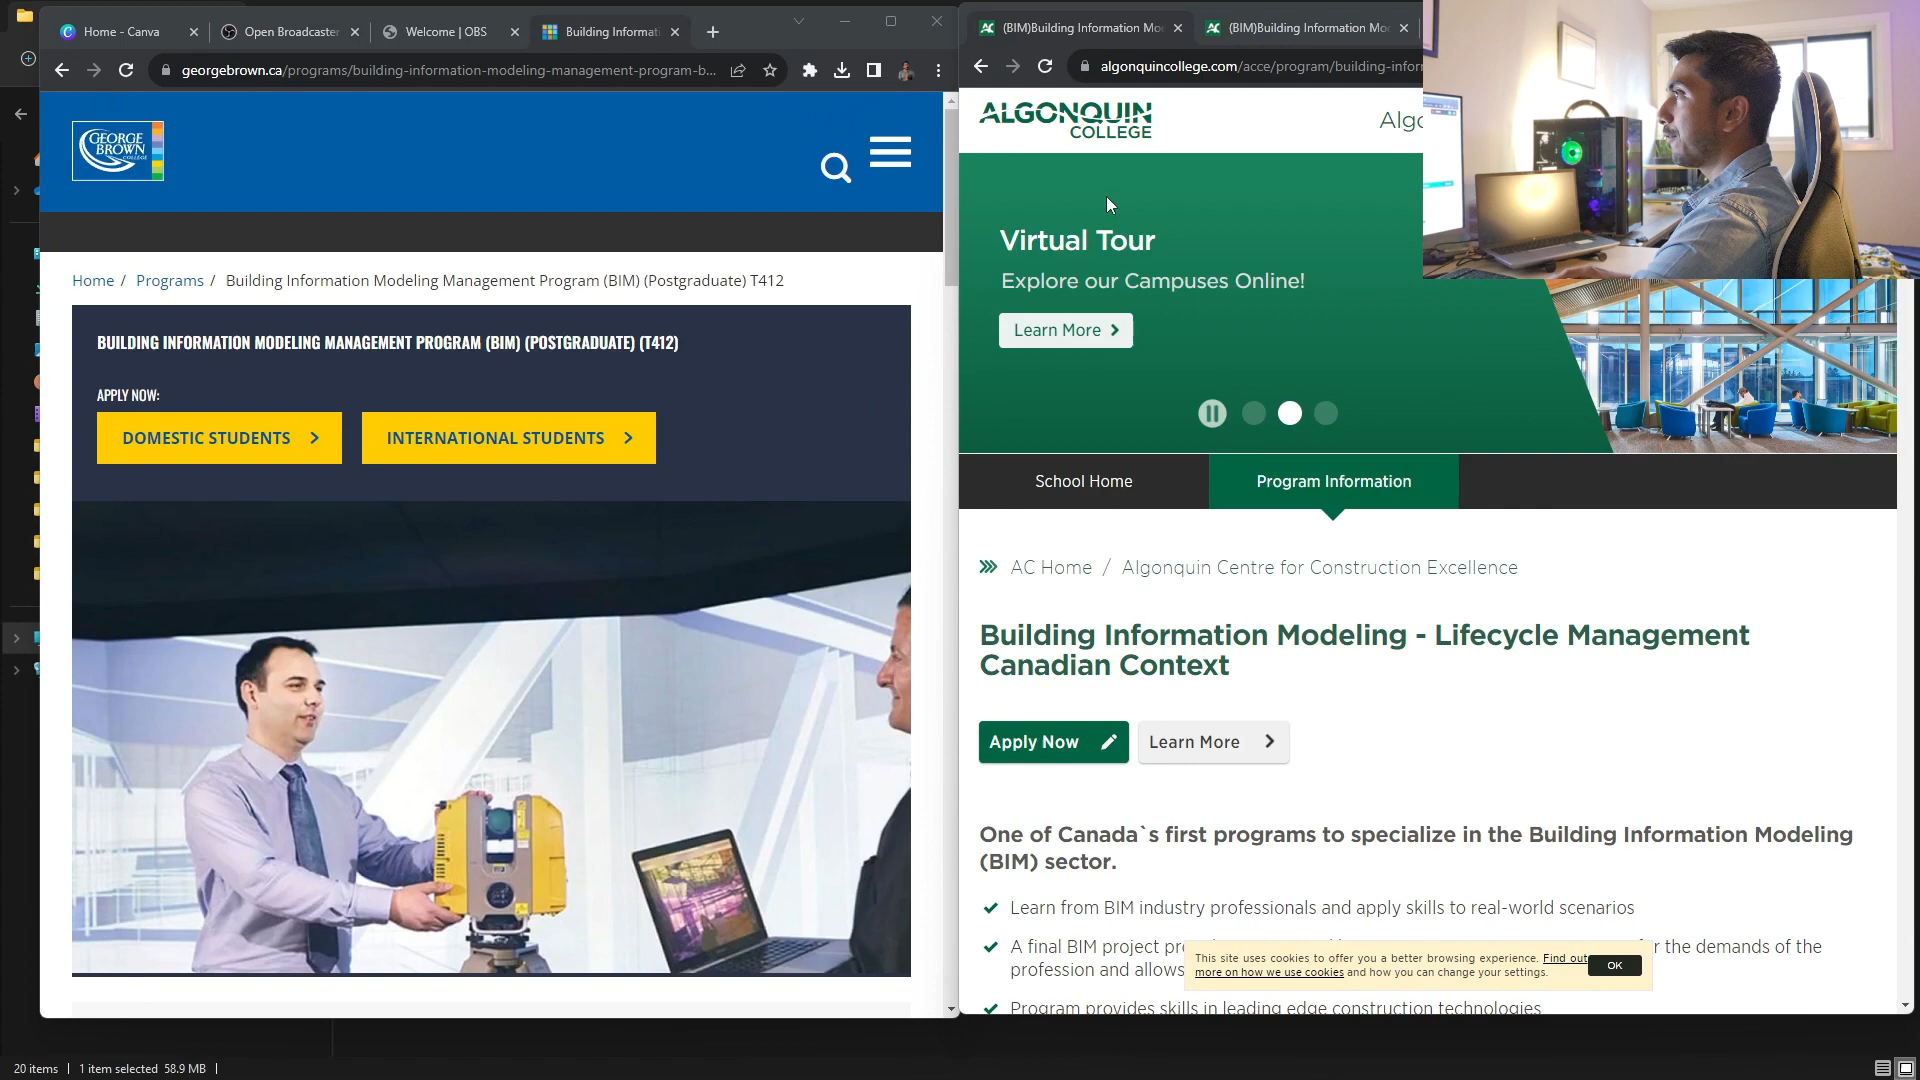 Home - Canva
Open Broadcaster
Welcome | OBS
Building Informati
georgebrown.ca/programs/building-information-modeling-management-program-b...
GEORGE
BROWN
COLLEGE
Home / Programs / Building Information Modeling Management Program (BIM) (Postgraduate) T412
BUILDING INFORMATION MODELING MANAGEMENT PROGRAM (BIM) (POSTGRADUATE) (T412)
APPLY NOW:
DOMESTIC STUDENTS
INTERNATIONAL STUDENTS
(BIM)Building Information Mo
(BIM)Building Information Mo
algonquincollege.com/acce/program/building-infor
ALGONQUIN
COLLEGE
Algo
Virtual Tour
Explore our Campuses Online!
Learn More
School Home
Program Information
AC Home / Algonquin Centre for Construction Excellence
Building Information Modeling - Lifecycle Management
Canadian Context
Apply Now
Learn More
One of Canada`s first programs to specialize in the Building Information Modeling
(BIM) sector.
Learn from BIM industry professionals and apply skills to real-world scenarios
A final BIM project pr
r the demands of the
profession and allows
This site uses cookies to offer you a better browsing experience. Find out
more on how we use cookies and how you can change your settings.
OK
Program provides skills in leading edge construction technologies
20 items | 1 item selected 58.9 MB |